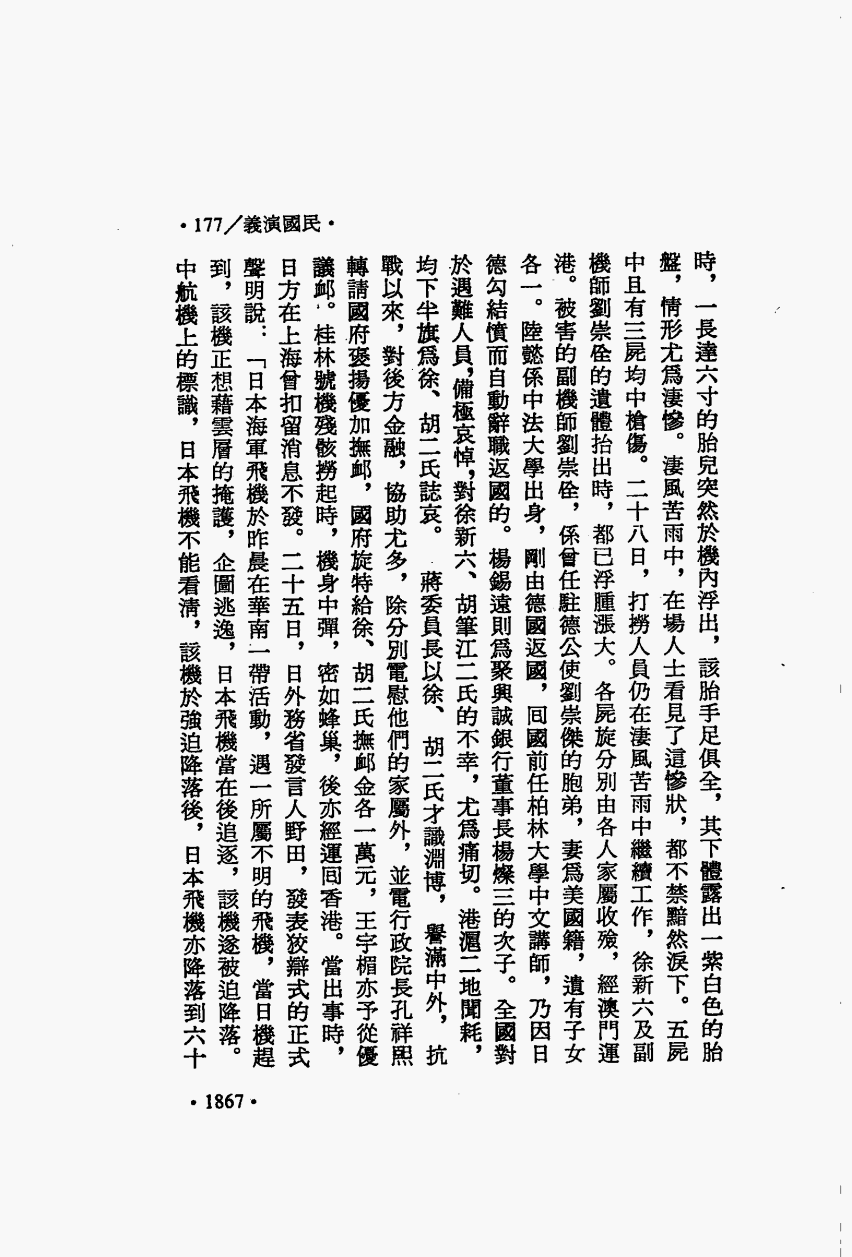 •177/義演國民•
時，一長達六寸的胎兒突然於機內浮出，該胎手足俱全，其下體露出一紫白色的胎
盤，情形尤爲淒慘。淒風苦雨中，在場人士看見了這慘狀，都不禁黯然淚下。五屍
中且有三屍均中槍傷。二十八日，打撈人員仍在淒風苦雨中繼續工作，徐新六及副
機師劉崇佺的遺體抬出時，都已浮腫漲大。各屍旋分別由各人家屬收殮，經澳門運
港。被害的副機師劉崇佺，係曾任駐德公使劉崇傑的胞弟，妻爲美國籍，遺有子女
各一。陸懿係中法大學出身，剛由德國返國，回國前任柏林大學中文講師，乃因日
德勾結憤而自動辭職返國的。楊錫遠則爲聚興誠銀行董事長楊燦三的次子。全國對
於遇難人員，備極哀悼，對徐新六、胡筆江二氏的不幸，尤爲痛切。港滬二地聞耗，
均下半旗爲徐、胡二氏誌哀。蔣委員長以徐、胡二氏才識淵博，譽滿中外，抗
戰以來，對後方金融，協助尤多，除分別電慰他們的家屬外，並電行政院長孔祥熙
轉請國府褒揚優加撫卹，國府旋特給徐、胡二氏撫卹金各一萬元，王宇楣亦予從優
議卹。桂林號機殘骸撈起時，機身中彈，密如蜂巢，後亦經運回香港。當出事時，
日方在上海曾扣留消息不發。二十五日，日外務省發言人野田，發表狡辯式的正式
聲明說：「日本海軍飛機於昨晨在華南一帶活動，遇一所屬不明的飛機，當日機趕
到，該機正想藉雲層的掩護，企圖逃逸，日本飛機當在後追逐，該機遂被迫降落。
中航機上的標識，日本飛機不能看清，該機於強迫降落後，日本飛機亦降落到六十
•1867•